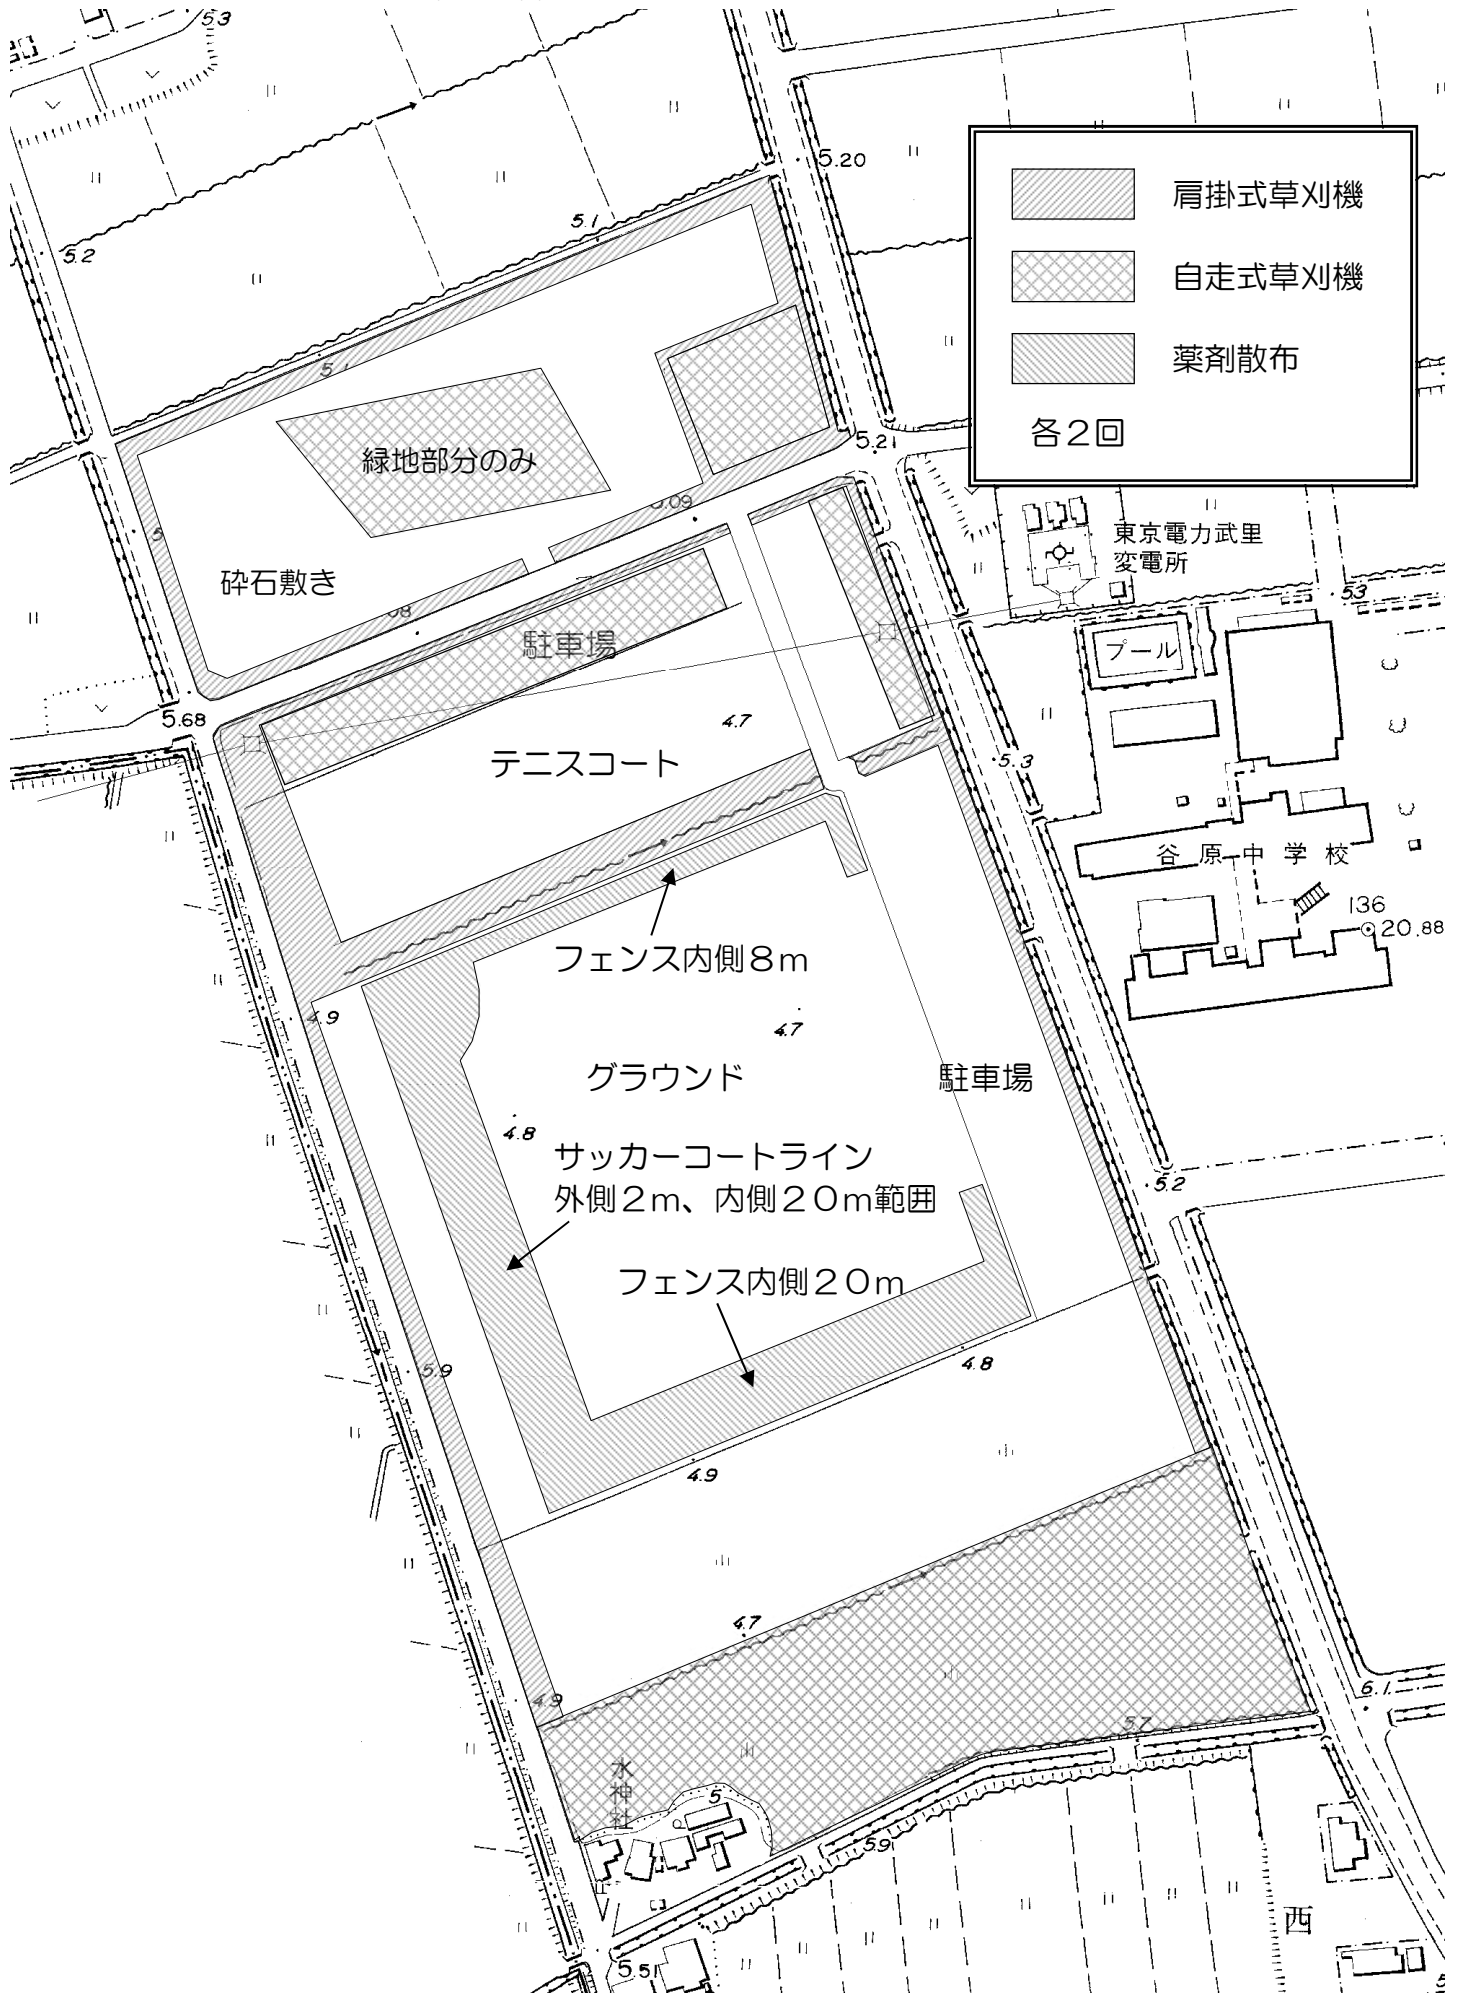 53
5.20
肩掛式草刈機
自走式草刈機
薬剤散布
各2回
5.1
5.2
5.1
緑地部分のみ
5.21
東京電力武里
変電所
砕石敷き
53
駐車場
プール
5.68
4.7
テニスコート
5.3
谷原中学校
136
20.88
フェンス内側8m
4.9
4.7
グラウンド
駐車場
4.8
サッカーコートライン
外側2m、内側20m範囲
5.2
フェンス内側20m
4.8
5.9
4.9
4.7
4.9
6.1
5.7
水神社
5
59
西
5.51